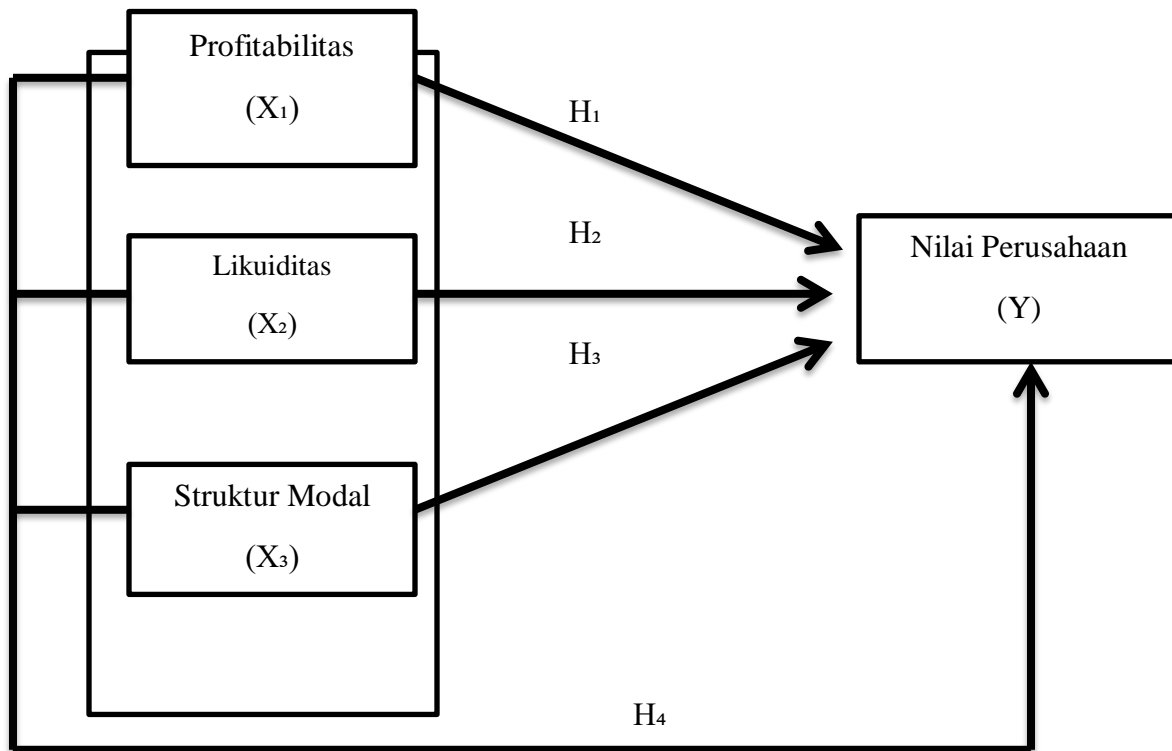 Profitabilitas
(X₁)
H₁
H₂
Nilai Perusahaan
(Y)
Likuiditas
(X₂)
H₃
Struktur Modal
(X₃)
H₄